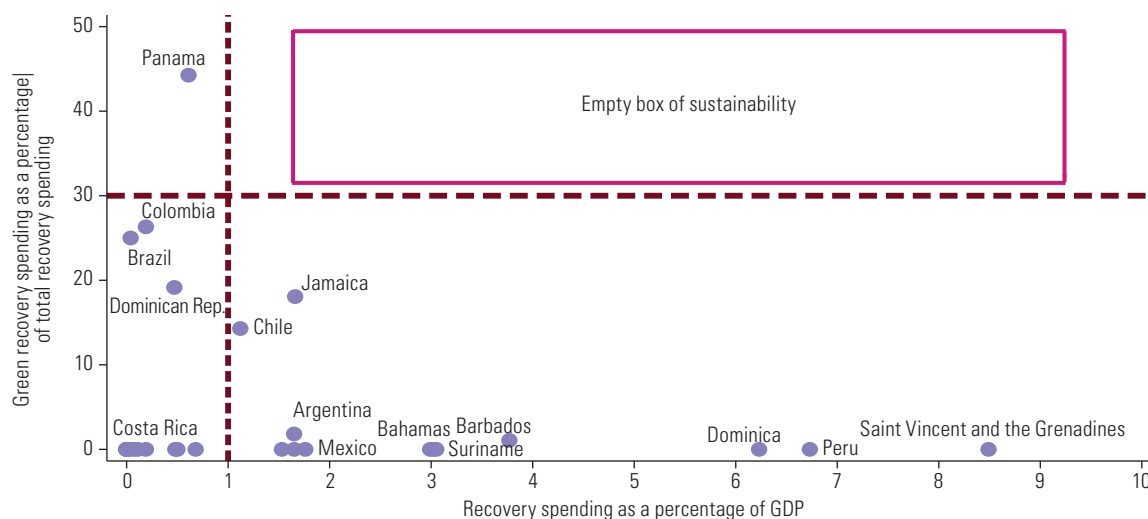 Green recovery spending as a percentage|
of total recovery spending
50
40
30
20
10
0
Panama
Empty box of sustainability
Colombia
Brazil
Dominican Rep.
Jamaica
Chile
Costa Rica
Argentina
Mexico
Bahamas
Barbados
Suriname
Dominica
Peru
Saint Vincent and the Grenadines
0 1 2 3 4 5 6 7 8 9 10
Recovery spending as a percentage of GDP